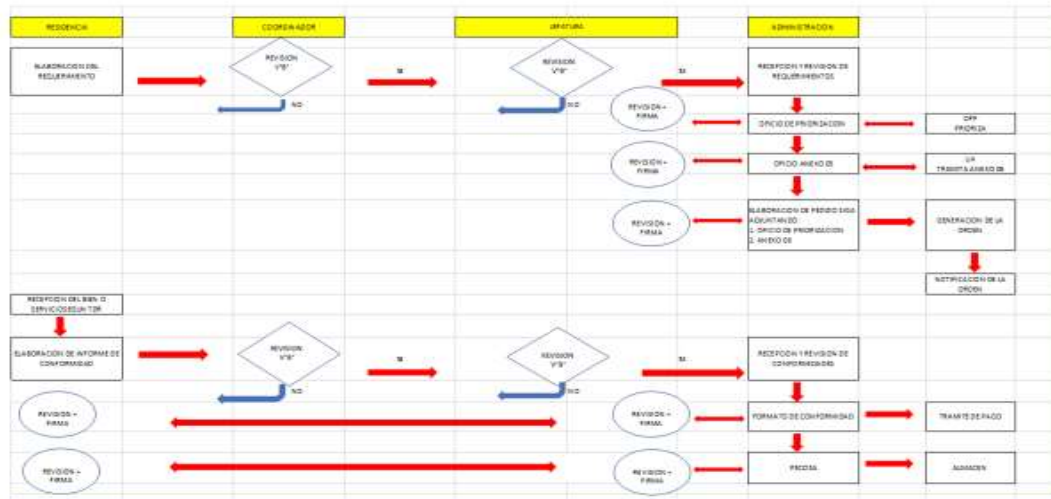 RESIDENCIA
COORDINADOR
JEFATURA
ADMINISTRACION
ELABORACION DEL
REQUERIMIENTO
REVISION
V°B°
SI
NO
REVISION
V°B°
SI
NO
RECEPCION Y REVISION DE
REQUERIMIENTOS
REVISION +
FIRMA
OFICIO DE PRIORIZACION
OPP
PRIORIZA
REVISION +
FIRMA
OFICIO ANEXO 05
UA
TRAMITA ANEXO 06
REVISION +
FIRMA
ELABORACION DE PEDIDO SIGA
ADJUNTANDO
1. OFICIO DE PRIORIZACION
2. ANEXO 06
GENERACION DE LA
ORDEN
NOTIFICACION DE LA
ORDEN
RECEPCION DEL BIEN O
SERVICIO SEGUN TDR
ELABORACION DE INFORME DE
CONFORMIDAD
REVISION
V°B°
SI
NO
REVISION
V°B°
SI
NO
RECEPCION Y REVISION DE
CONFORMIDADES
REVISION +
FIRMA
REVISION +
FIRMA
FORMATO DE CONFORMIDAD
TRAMITE DE PAGO
REVISION +
FIRMA
REVISION +
FIRMA
PECOSA
ALMACEN